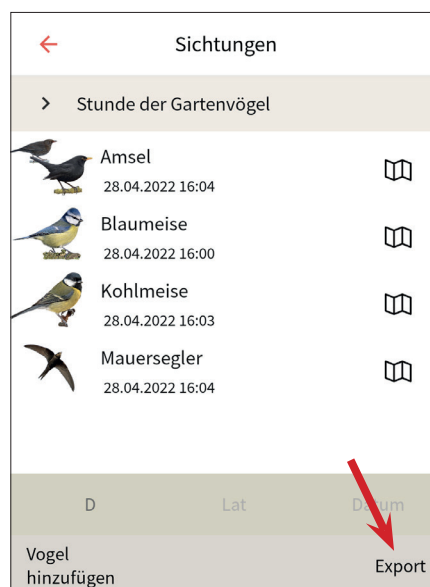 Sichtungen
Stunde der Gartenvögel
Amsel
28.04.2022 16:04
Blaumeise
28.04.2022 16:00
Kohlmeise
28.04.2022 16:03
Mauersegler
28.04.2022 16:04
D Lat Datum
Vogel
hinzufügen
Export